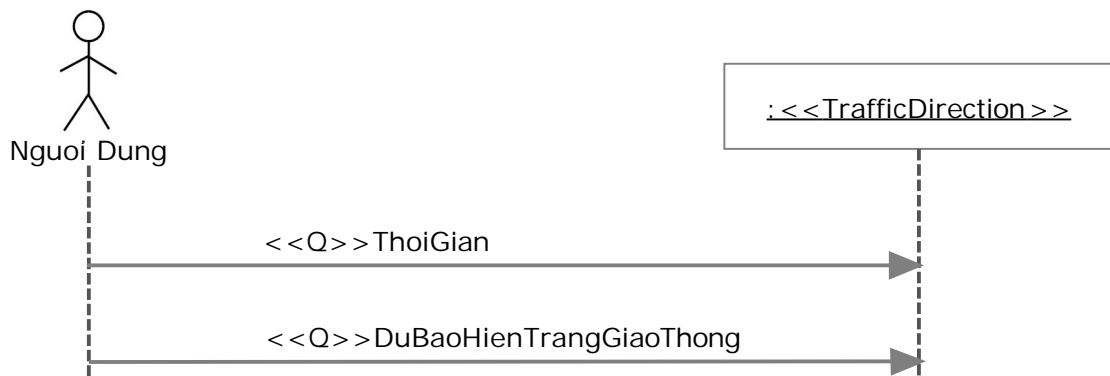 Nguoi Dung
: <<TrafficDirection>>
<<Q>>ThoiGian
<<Q>>DuBaoHienTrangGiaoThong